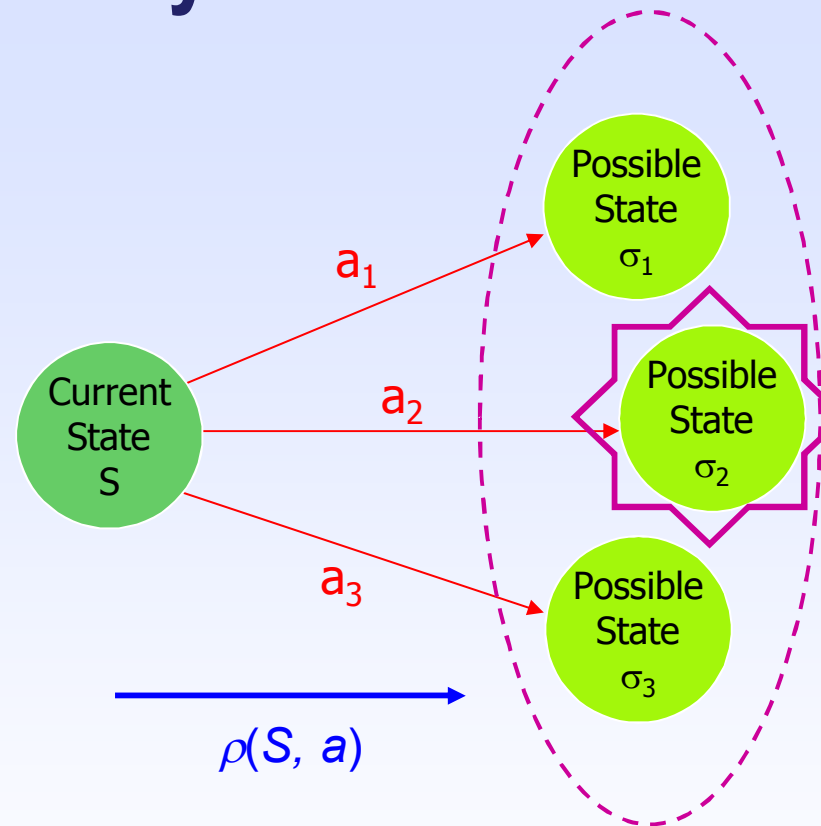 y
Possible
State
σ₁
a₁
Current
State
S
a₂
Possible
State
σ₂
a₃
Possible
State
σ₃
ρ(S, a)